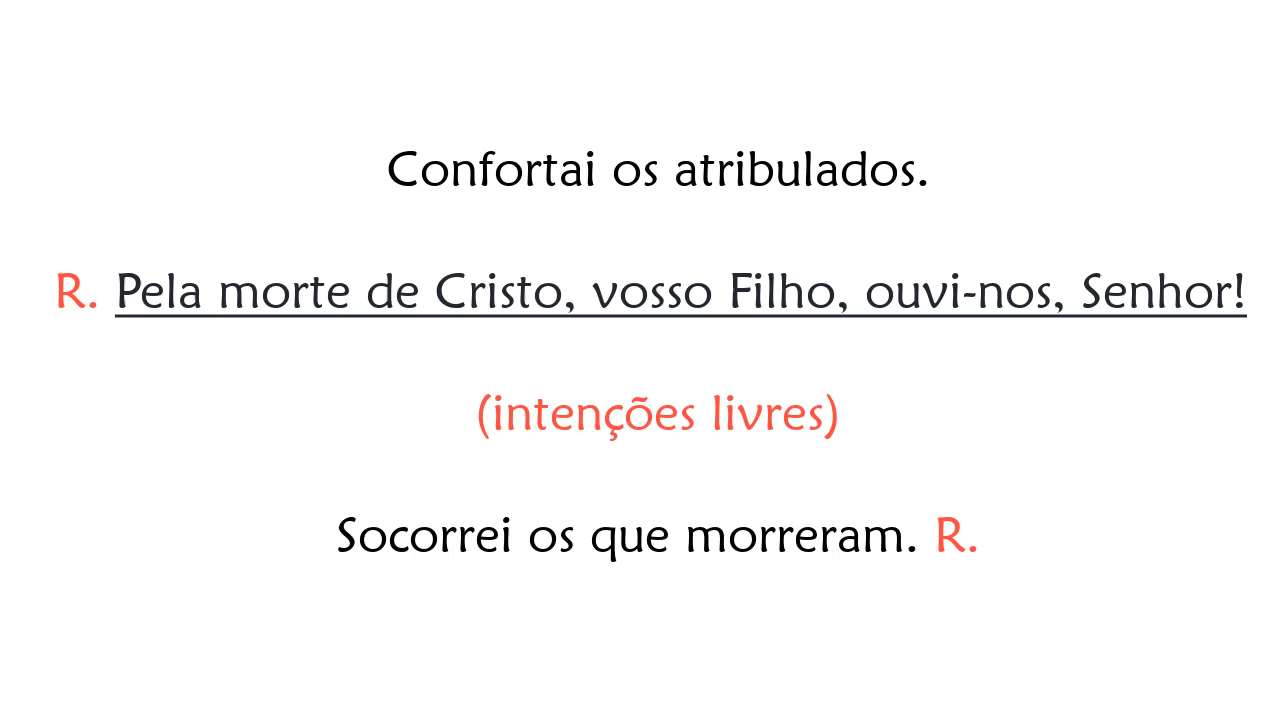 Confortai os atribulados.
R. Pela morte de Cristo, vosso Filho, ouvi-nos, Senhor!
(intenções livres)
Socorrei os que morreram. R.